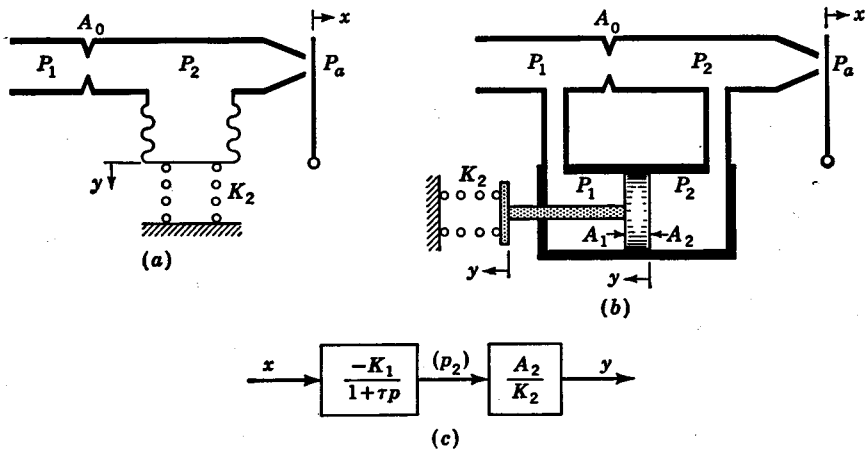 x
A₀
P₁
P₂
Pₐ
y
K₂
(a)
x
A₀
P₁
P₂
Pₐ
K₂
P₁
P₂
A₁
A₂
y
y
(b)
x
-K₁
1+τp
(p₂)
A₂
K₂
y
(c)